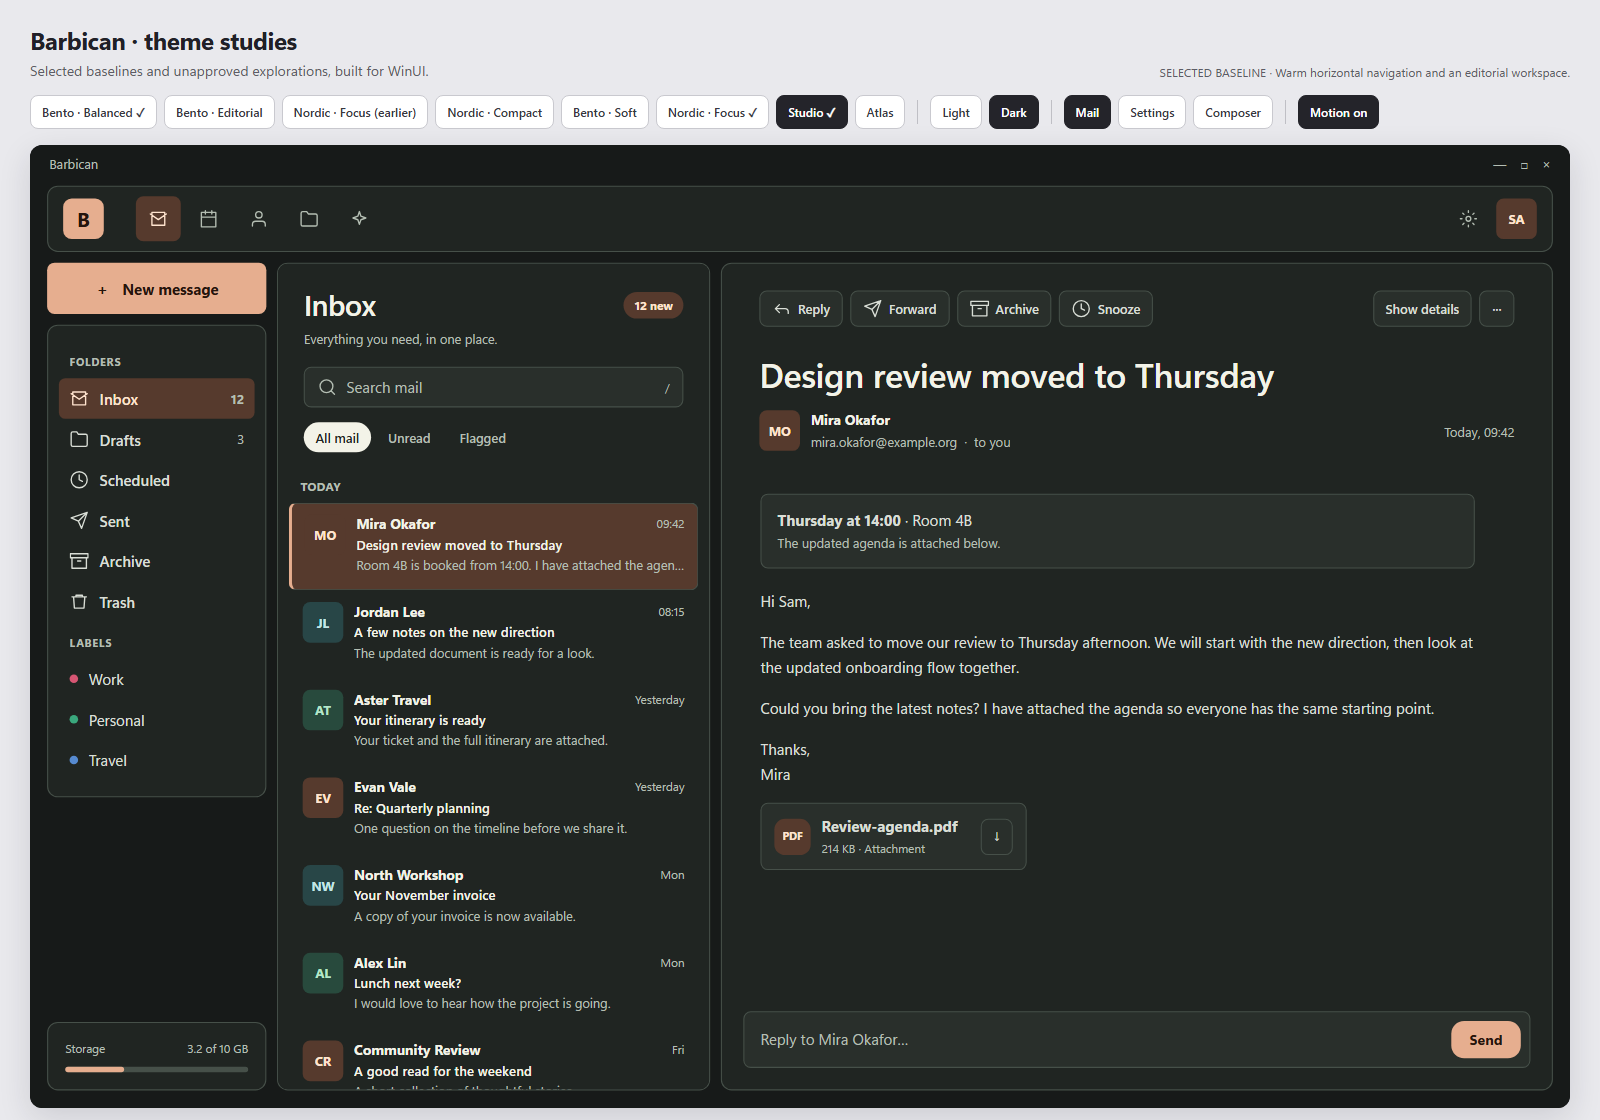 Barbican · theme studies
Selected baselines and unapproved explorations, built for WinUI.
SELECTED BASELINE · Warm horizontal navigation and an editorial workspace.
Bento · Balanced ✓
Bento · Editorial
Nordic · Focus (earlier)
Nordic · Compact
Bento · Soft
Nordic · Focus ✓
Studio ✓
Atlas
Light
Dark
Mail
Settings
Composer
Motion on
Barbican
B
SA
+ New message
FOLDERS
Inbox 12
Drafts 3
Scheduled
Sent
Archive
Trash
LABELS
Work
Personal
Travel
Storage 3.2 of 10 GB
Inbox
12 new
Everything you need, in one place.
Search mail /
All mail
Unread
Flagged
TODAY
MO
Mira Okafor 09:42
Design review moved to Thursday
Room 4B is booked from 14:00. I have attached the agen...
JL
Jordan Lee 08:15
A few notes on the new direction
The updated document is ready for a look.
AT
Aster Travel Yesterday
Your itinerary is ready
Your ticket and the full itinerary are attached.
EV
Evan Vale Yesterday
Re: Quarterly planning
One question on the timeline before we share it.
NW
North Workshop Mon
Your November invoice
A copy of your invoice is now available.
AL
Alex Lin Mon
Lunch next week?
I would love to hear how the project is going.
CR
Community Review Fri
A good read for the weekend
Reply
Forward
Archive
Snooze
Show details
...
Design review moved to Thursday
MO
Mira Okafor
mira.okafor@example.org · to you
Today, 09:42
Thursday at 14:00 · Room 4B
The updated agenda is attached below.
Hi Sam,
The team asked to move our review to Thursday afternoon. We will start with the new direction, then look at
the updated onboarding flow together.
Could you bring the latest notes? I have attached the agenda so everyone has the same starting point.
Thanks,
Mira
PDF
Review-agenda.pdf
214 KB · Attachment
↓
Reply to Mira Okafor...
Send